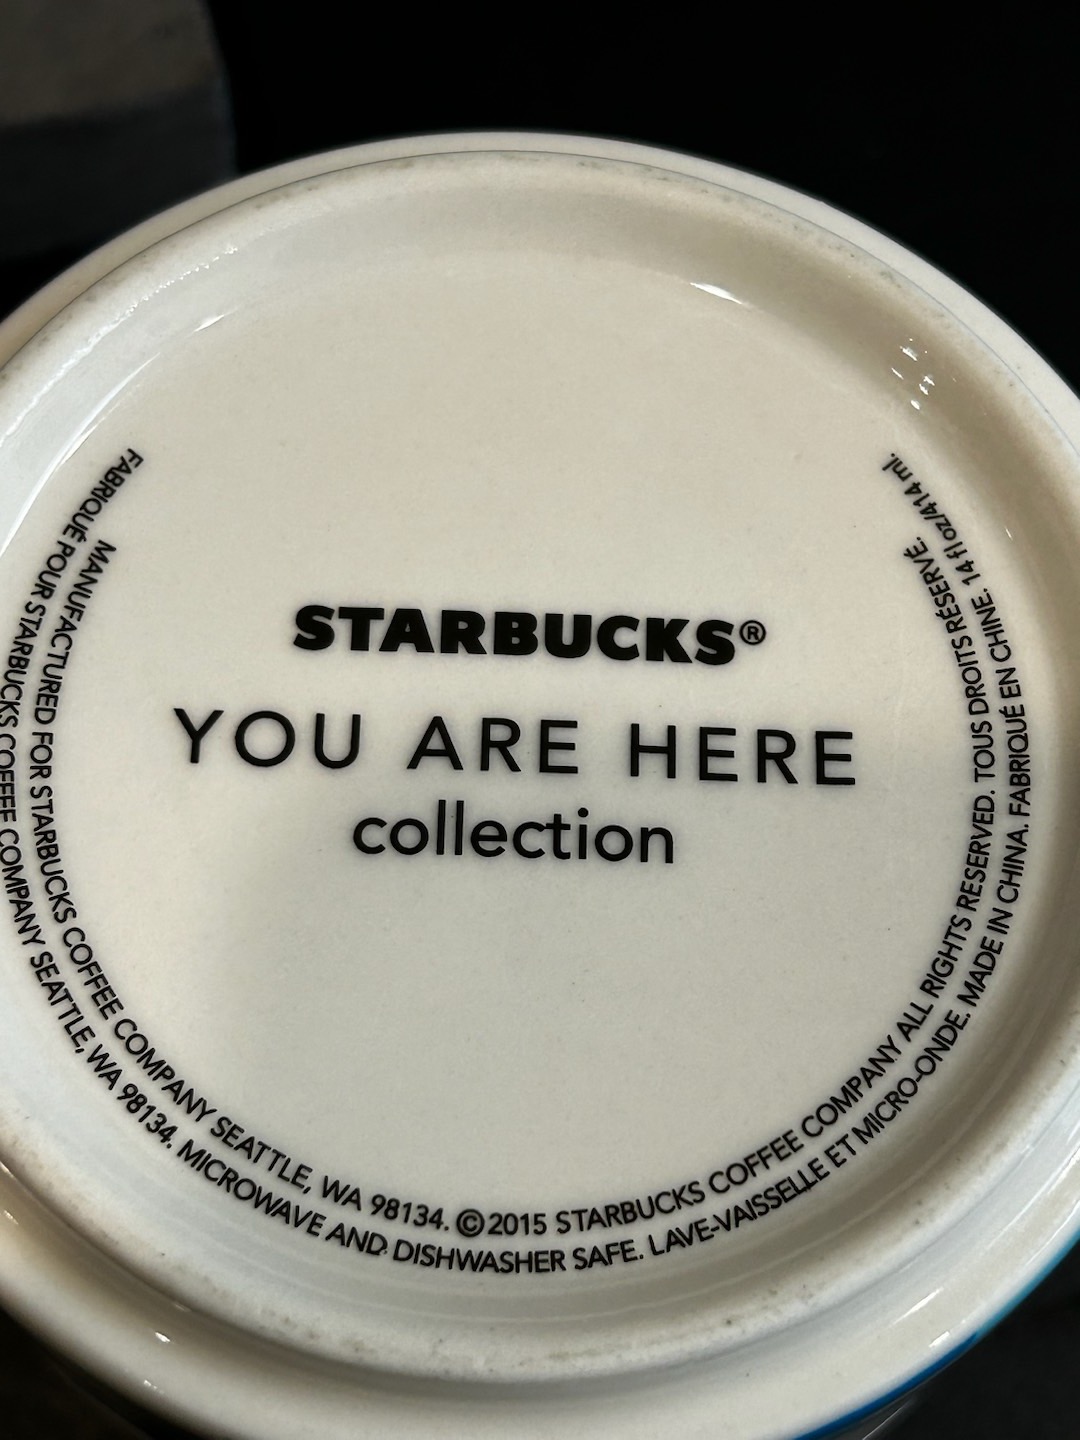 STARBUCKS®
YOU ARE HERE
collection
MANUFACTURED FOR STARBUCKS COFFEE COMPANY SEATTLE, WA 98134. ©2015 STARBUCKS COFFEE COMPANY ALL RIGHTS RESERVED. TOUS DROITS RÉSERVÉ.
FABRIQUÉ POUR STARBUCKS COFFEE COMPANY SEATTLE, WA 98134. MICROWAVE AND DISHWASHER SAFE. LAVE-VAISSELLE ET MICRO-ONDE. MADE IN CHINA. FABRIQUÉ EN CHINE. 14 fl oz/414 ml.